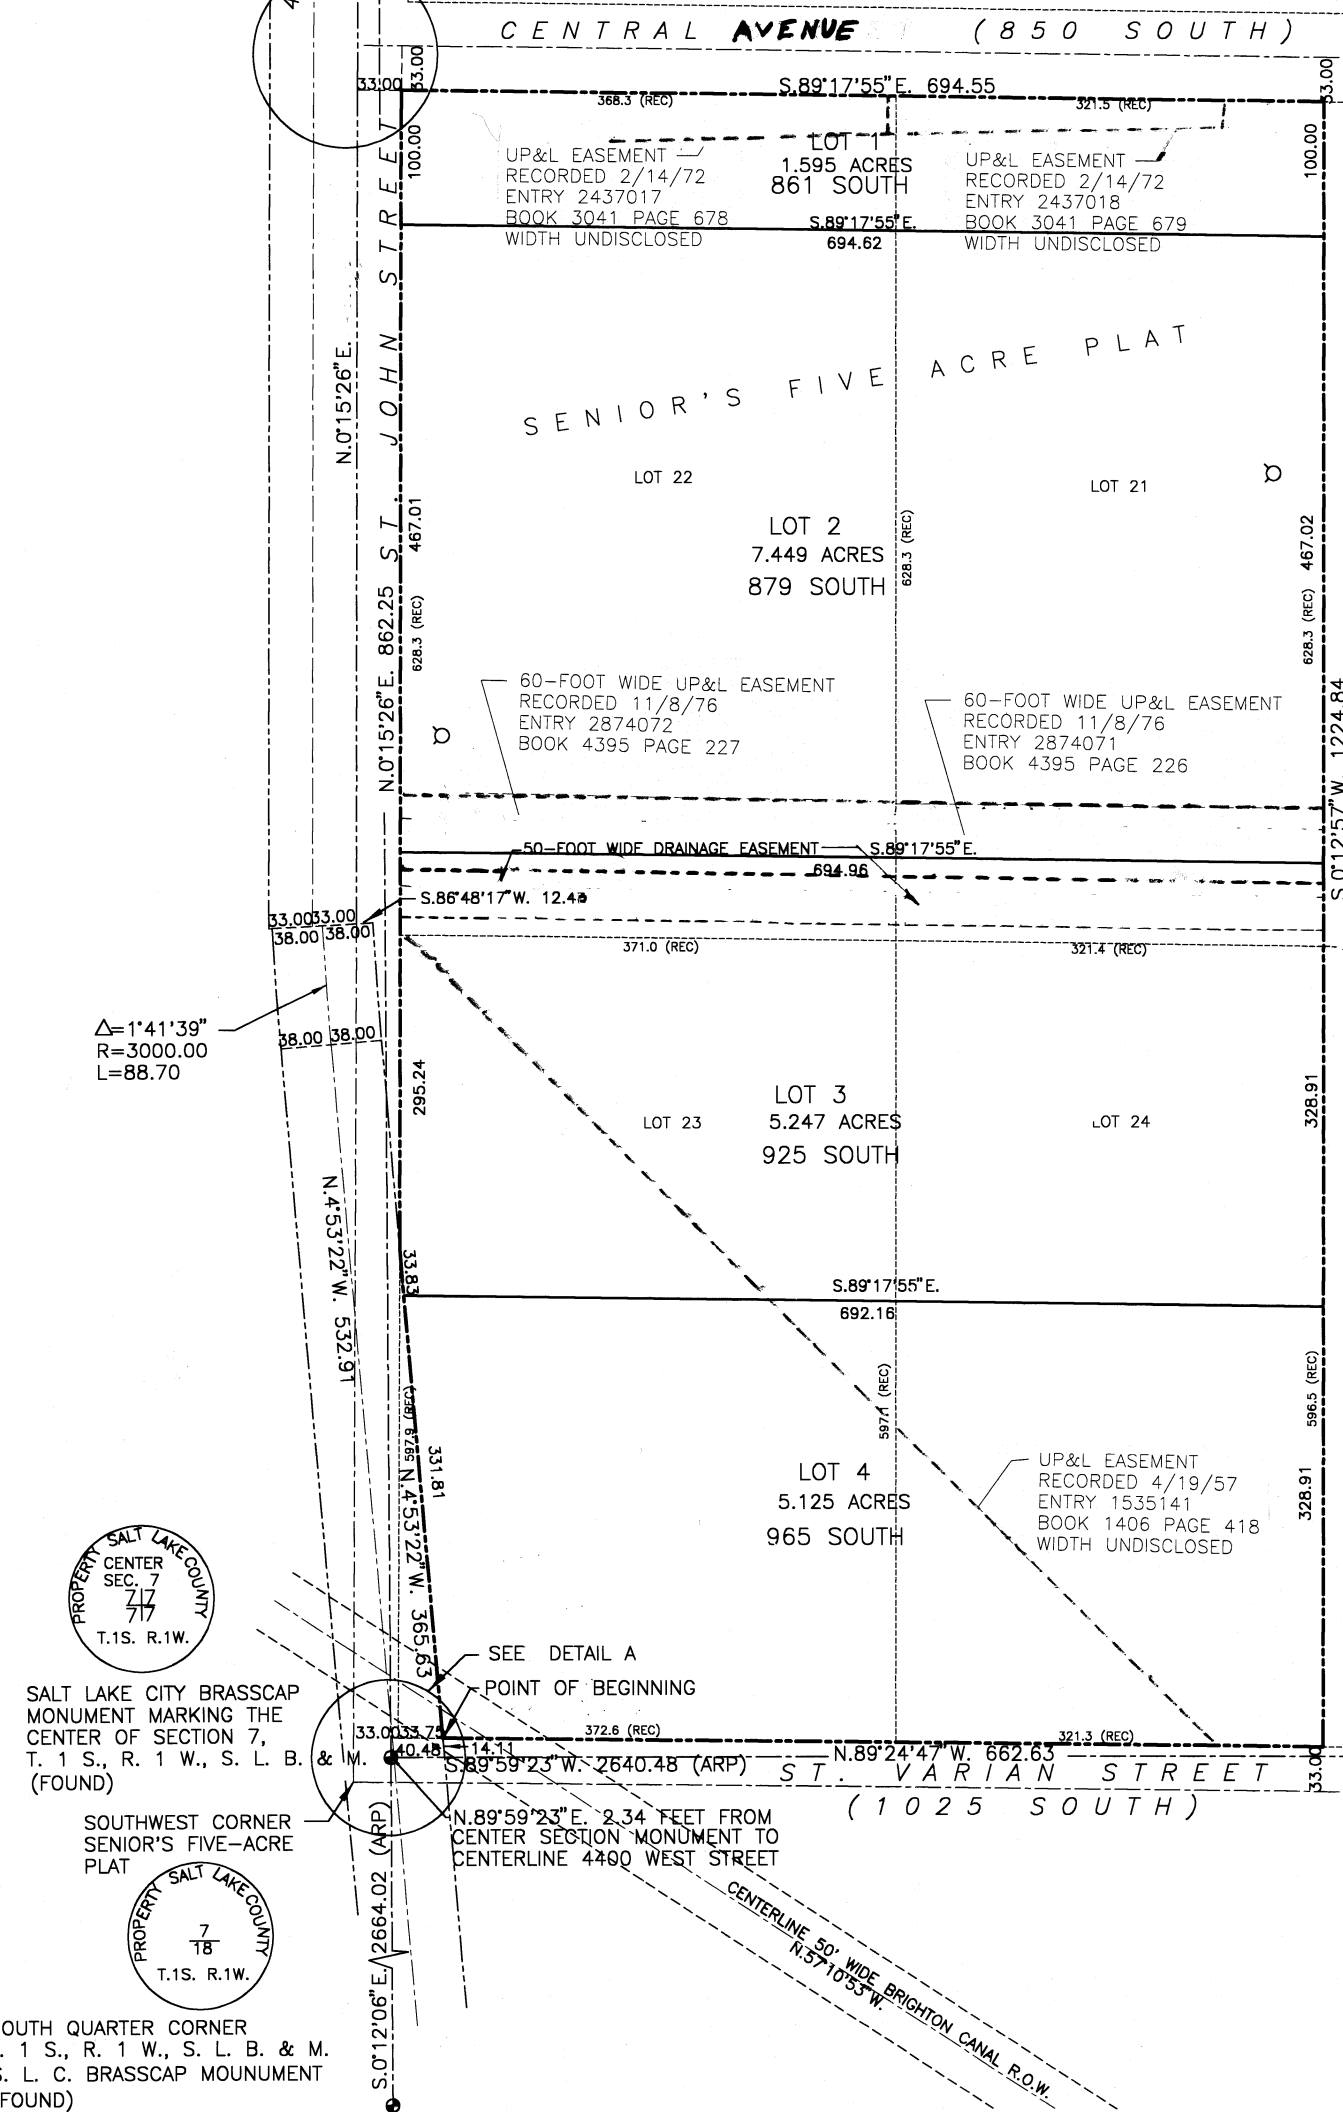 CENTRAL AVENUE (850 SOUTH)
33.00
33.00
S.89°17'55"E. 694.55
33.00
368.3 (REC)
321.5 (REC)
100.00
LOT 1
1.595 ACRES
861 SOUTH
100.00
UP&L EASEMENT
RECORDED 2/14/72
ENTRY 2437017
BOOK 3041 PAGE 678
WIDTH UNDISCLOSED
UP&L EASEMENT
RECORDED 2/14/72
ENTRY 2437018
BOOK 3041 PAGE 679
WIDTH UNDISCLOSED
S.89°17'55"E.
694.62
ST. JOHN STREET
N.0°15'26"E.
SENIOR'S FIVE ACRE PLAT
LOT 22
LOT 21
LOT 2
7.449 ACRES
879 SOUTH
467.01
628.3 (REC)
628.3 (REC)
467.02
628.3 (REC)
N.0°15'26"E. 862.25
S.0°12'57"W. 1224.84
60-FOOT WIDE UP&L EASEMENT
RECORDED 11/8/76
ENTRY 2874072
BOOK 4395 PAGE 227
60-FOOT WIDE UP&L EASEMENT
RECORDED 11/8/76
ENTRY 2874071
BOOK 4395 PAGE 226
50-FOOT WIDE DRAINAGE EASEMENT
S.89°17'55"E.
694.96
S.86°48'17"W. 12.43
33.00 33.00
38.00 38.00
371.0 (REC)
321.4 (REC)
Δ=1°41'39"
R=3000.00
L=88.70
38.00 38.00
295.24
LOT 3
5.247 ACRES
925 SOUTH
LOT 23
LOT 24
328.91
N.4°53'22"W. 532.91
33.83
S.89°17'55"E.
692.16
597.1 (REC)
596.5 (REC)
331.81
N.4°53'22"W. 365.63
LOT 4
5.125 ACRES
965 SOUTH
328.91
UP&L EASEMENT
RECORDED 4/19/57
ENTRY 1535141
BOOK 1406 PAGE 418
WIDTH UNDISCLOSED
PROPERTY SALT LAKE COUNTY
CENTER
SEC. 7
7|7
7|7
T.1S. R.1W.
SALT LAKE CITY BRASSCAP
MONUMENT MARKING THE
CENTER OF SECTION 7,
T. 1 S., R. 1 W., S. L. B. & M.
(FOUND)
SEE DETAIL A
POINT OF BEGINNING
33.00 33.75
40.48
14.11
372.6 (REC)
321.3 (REC)
N.89°24'47"W. 662.63
S.89°59'23"W. 2640.48 (ARP)
33.00
ST. VARIAN STREET
(1025 SOUTH)
SOUTHWEST CORNER
SENIOR'S FIVE-ACRE
PLAT
N.89°59'23"E. 2.34 FEET FROM
CENTER SECTION MONUMENT TO
CENTERLINE 4400 WEST STREET
CENTERLINE 50' WIDE BRIGHTON CANAL R.O.W.
N.57°10'53"W.
S.0°12'06"E. 2664.02 (ARP)
PROPERTY SALT LAKE COUNTY
7
18
T.1S. R.1W.
OUTH QUARTER CORNER
. 1 S., R. 1 W., S. L. B. & M.
S. L. C. BRASSCAP MOUNUMENT
FOUND)